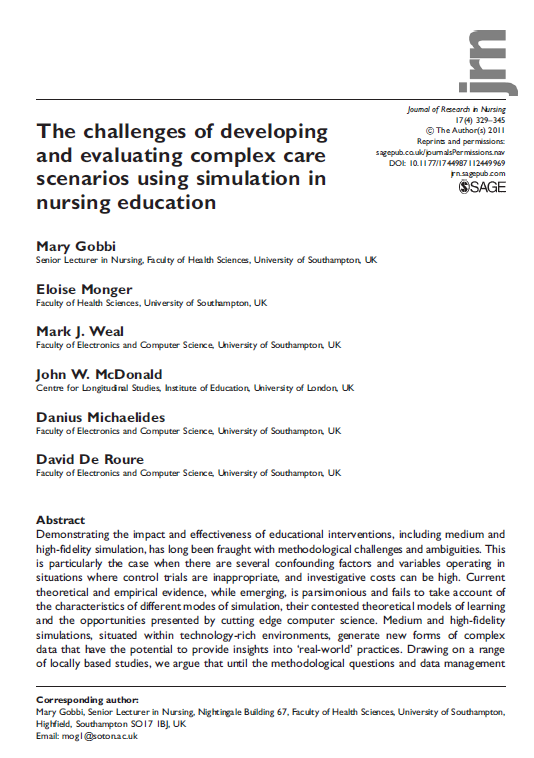 jrn
Journal of Research in Nursing
17(4) 329–345
© The Author(s) 2011
Reprints and permissions:
sagepub.co.uk/journalsPermissions.nav
DOI: 10.1177/1744987112449969
jrn.sagepub.com
SAGE
The challenges of developing
and evaluating complex care
scenarios using simulation in
nursing education
Mary Gobbi
Senior Lecturer in Nursing, Faculty of Health Sciences, University of Southampton, UK
Eloise Monger
Faculty of Health Sciences, University of Southampton, UK
Mark J. Weal
Faculty of Electronics and Computer Science, University of Southampton, UK
John W. McDonald
Centre for Longitudinal Studies, Institute of Education, University of London, UK
Danius Michaelides
Faculty of Electronics and Computer Science, University of Southampton, UK
David De Roure
Faculty of Electronics and Computer Science, University of Southampton, UK
Abstract
Demonstrating the impact and effectiveness of educational interventions, including medium and
high-fidelity simulation, has long been fraught with methodological challenges and ambiguities. This
is particularly the case when there are several confounding factors and variables operating in
situations where control trials are inappropriate, and investigative costs can be high. Current
theoretical and empirical evidence, while emerging, is parsimonious and fails to take account of
the characteristics of different modes of simulation, their contested theoretical models of learning
and the opportunities presented by cutting edge computer science. Medium and high-fidelity
simulations, situated within technology-rich environments, generate new forms of complex
data that have the potential to provide insights into ‘real-world’ practices. Drawing on a range
of locally based studies, we argue that until the methodological questions and data management
Corresponding author:
Mary Gobbi, Senior Lecturer in Nursing, Nightingale Building 67, Faculty of Health Sciences, University of Southampton,
Highfield, Southampton SO17 1BJ, UK
Email: mog1@soton.ac.uk